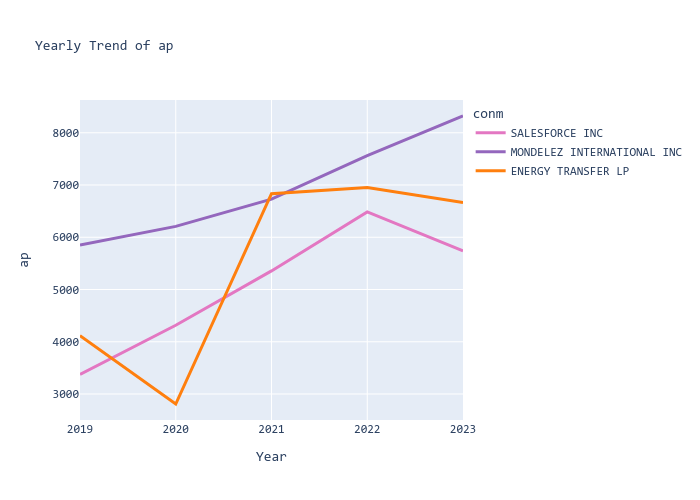 Yearly Trend of ap
conm
SALESFORCE INC
MONDELEZ INTERNATIONAL INC
ENERGY TRANSFER LP
8000
7000
6000
5000
4000
3000
ap
2019 2020 2021 2022 2023
Year